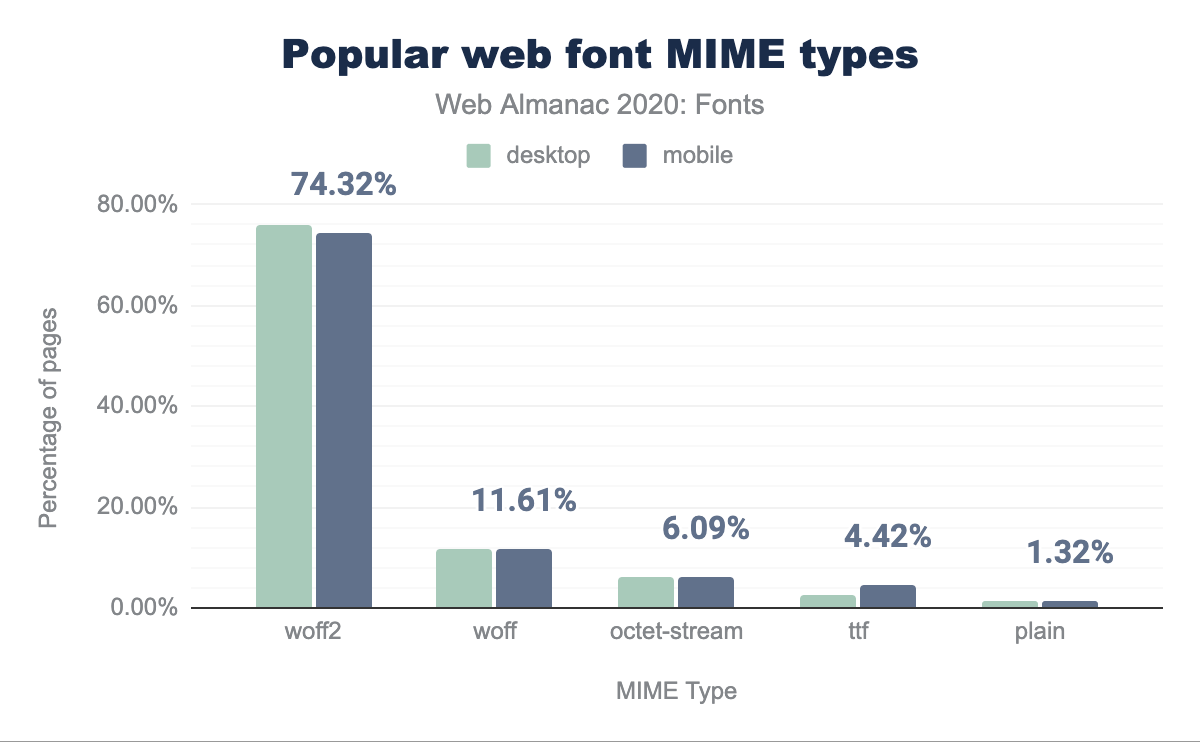 Popular web font MIME types
Web Almanac 2020: Fonts
desktop mobile
74.32%
80.00%
60.00%
40.00%
20.00%
0.00%
11.61%
6.09%
4.42%
1.32%
Percentage of pages
woff2 woff octet-stream ttf plain
MIME Type